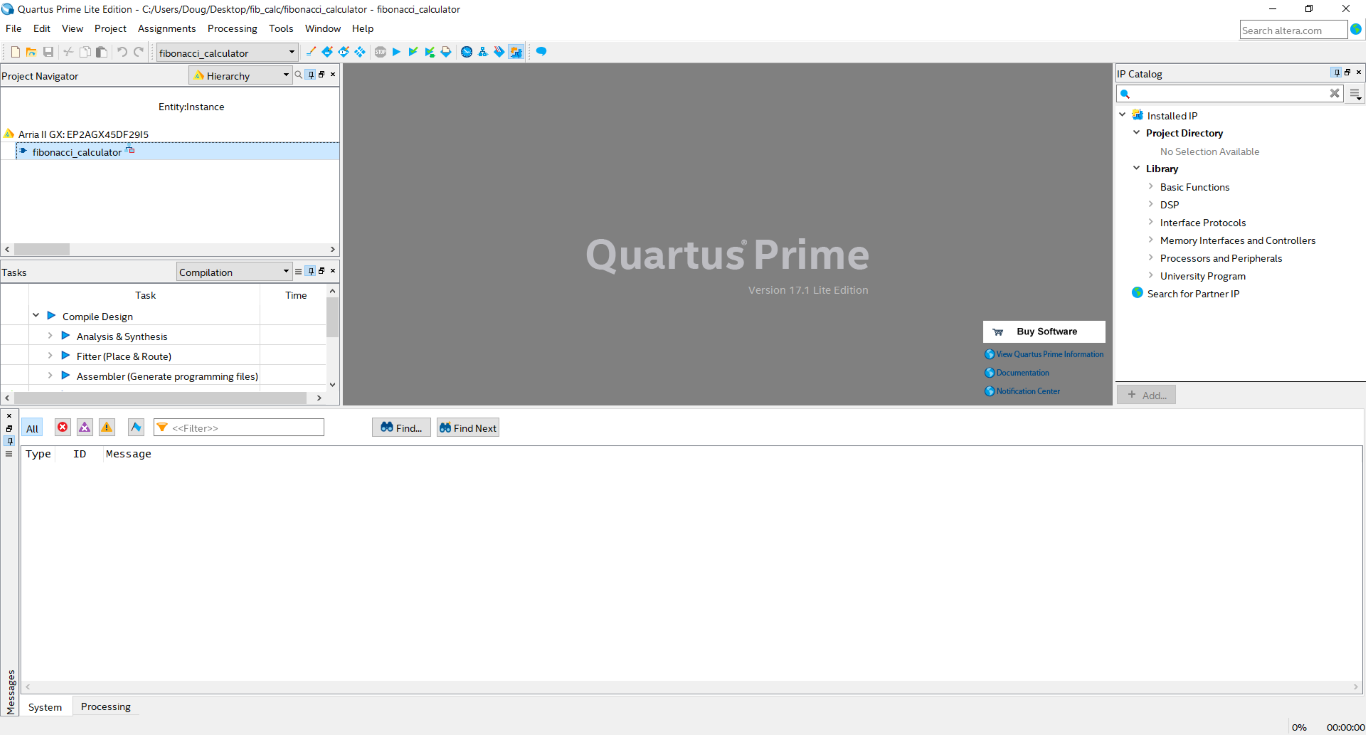 Quartus Prime Lite Edition - C:/Users/Doug/Desktop/fib_calc/fibonacci_calculator - fibonacci_calculator
File Edit View Project Assignments Processing Tools Window Help
Search altera.com
fibonacci_calculator
STOP
Project Navigator
Hierarchy
Entity:Instance
Arria II GX: EP2AGX45DF29I5
fibonacci_calculator
Tasks
Compilation
Task Time
Compile Design
Analysis & Synthesis
Fitter (Place & Route)
Assembler (Generate programming files)
Quartus® Prime
Version 17.1 Lite Edition
Buy Software
View Quartus Prime Information
Documentation
Notification Center
IP Catalog
Installed IP
Project Directory
No Selection Available
Library
Basic Functions
DSP
Interface Protocols
Memory Interfaces and Controllers
Processors and Peripherals
University Program
Search for Partner IP
+ Add...
All
<<Filter>>
Find...
Find Next
Type ID Message
Messages
System Processing
0% 00:00:00